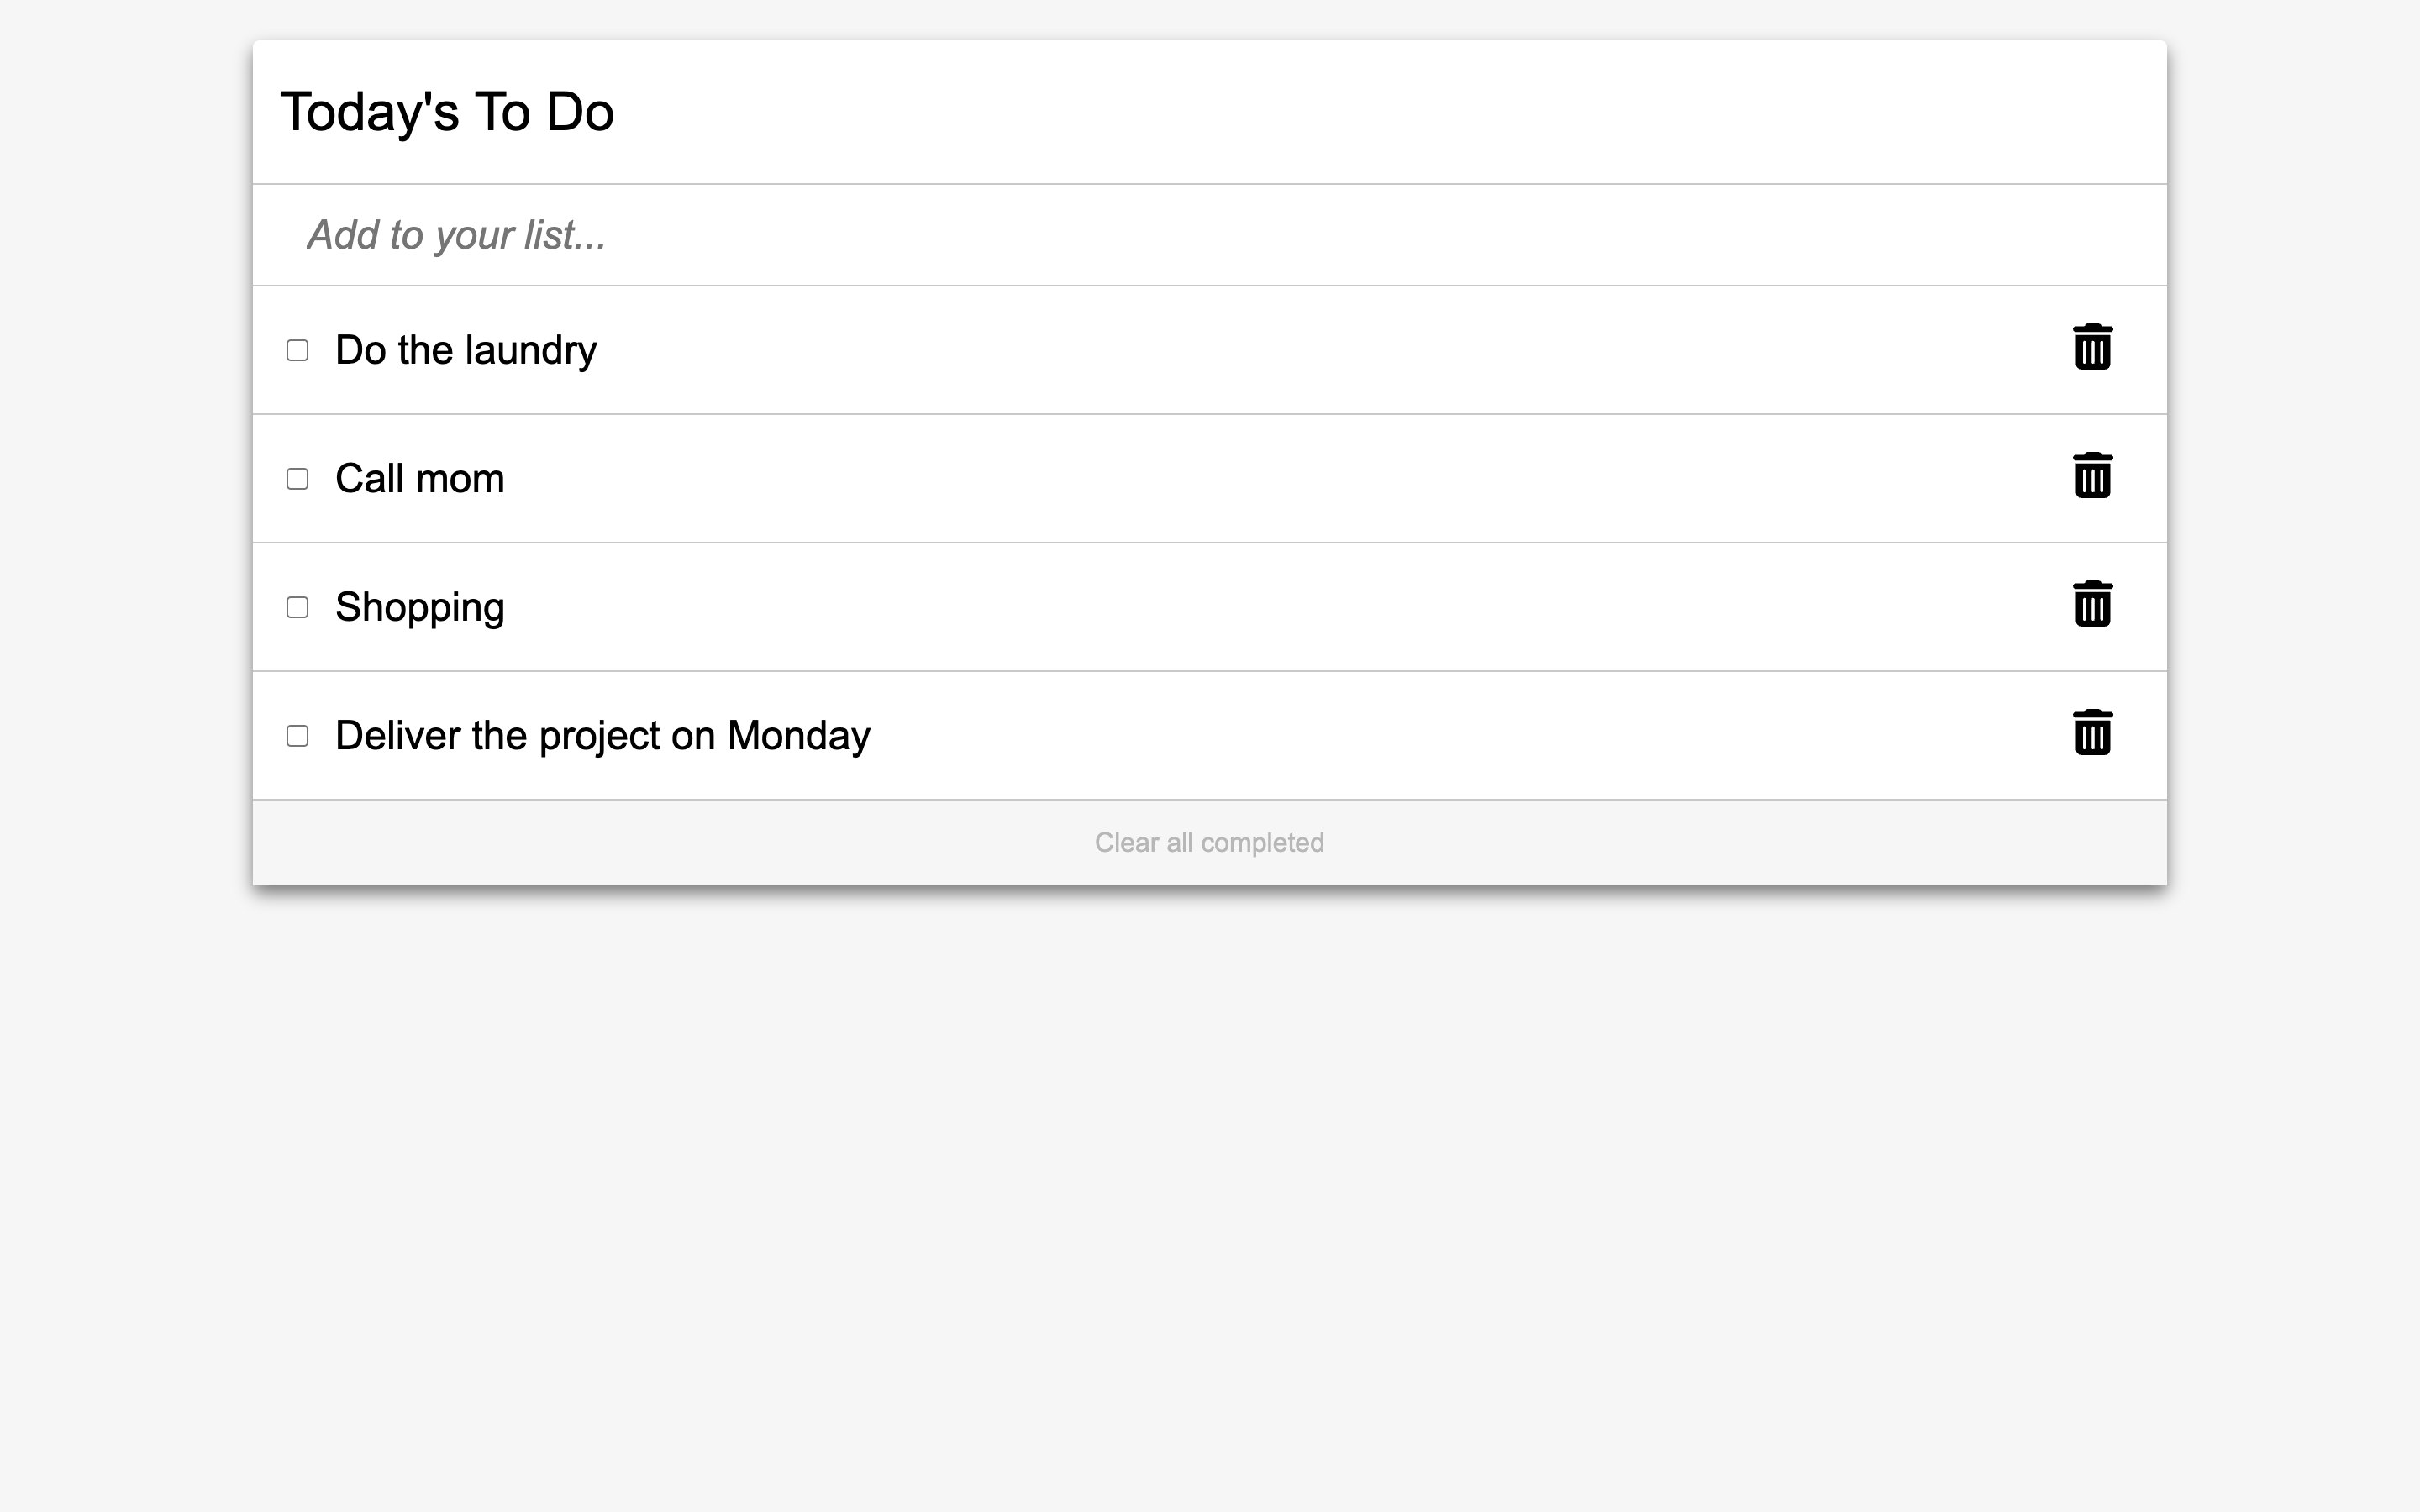 Today's To Do
Add to your list...
Do the laundry
Call mom
Shopping
Deliver the project on Monday
Clear all completed